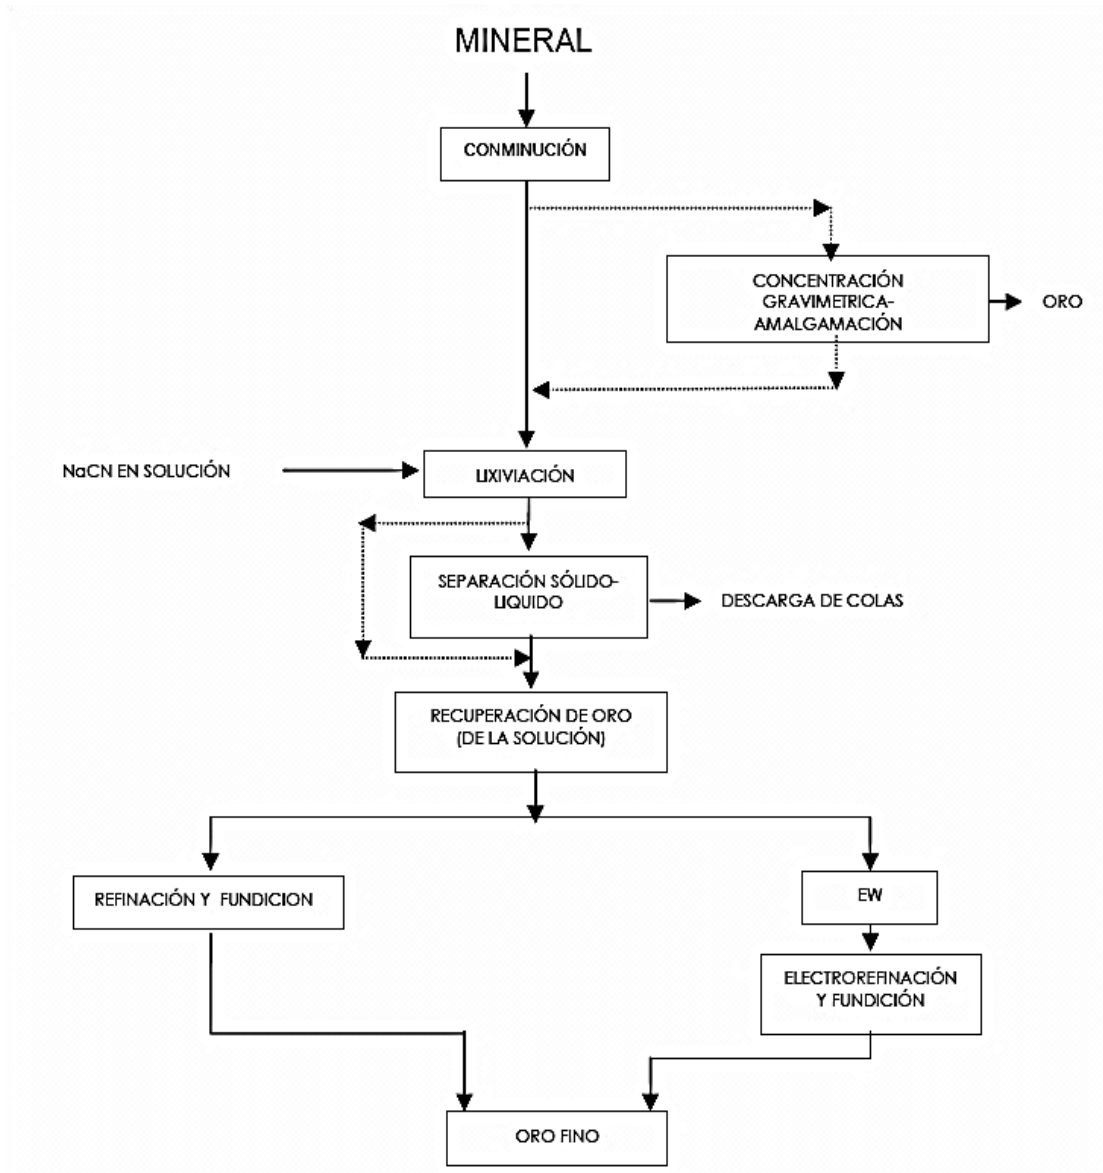 MINERAL
CONMINUCIÓN
CONCENTRACIÓN
GRAVIMETRICA-
AMALGAMACIÓN
ORO
NaCN EN SOLUCIÓN
LIXIVIACIÓN
SEPARACIÓN SÓLIDO-
LIQUIDO
DESCARGA DE COLAS
RECUPERACIÓN DE ORO
(DE LA SOLUCIÓN)
REFINACIÓN Y FUNDICION
EW
ELECTROREFINACIÓN
Y FUNDICIÓN
ORO FINO